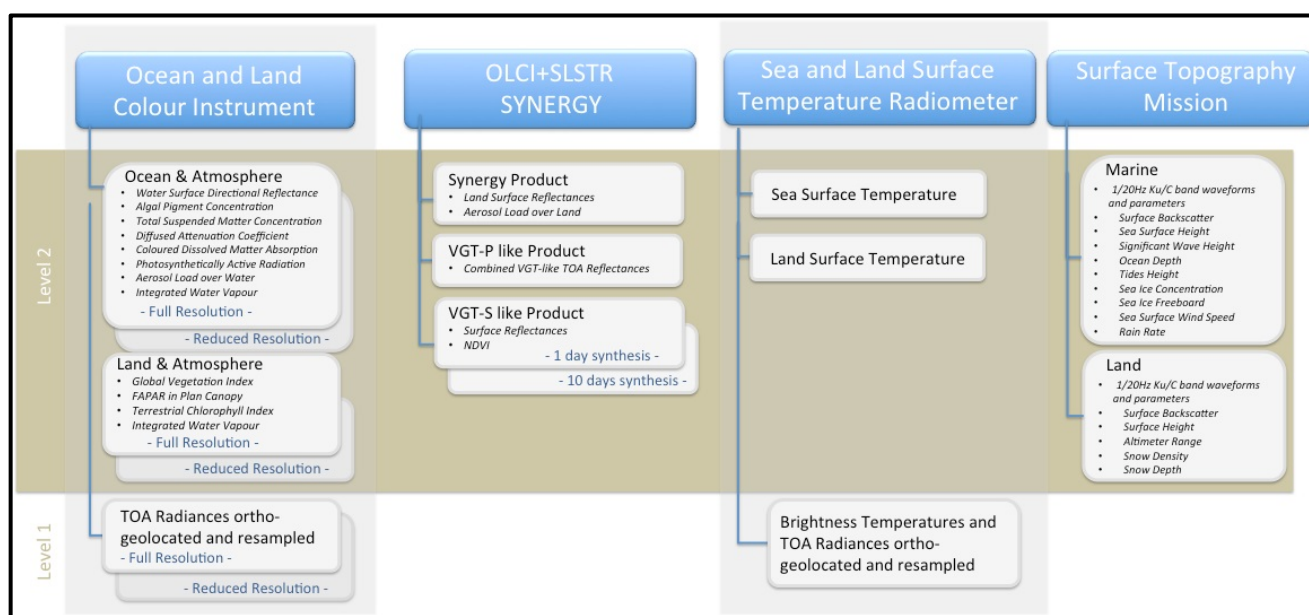 Ocean and Land
Colour Instrument
OLCI+SLSTR
SYNERGY
Sea and Land Surface
Temperature Radiometer
Surface Topography
Mission
Level 2
Ocean & Atmosphere
• Water Surface Directional Reflectance
• Algal Pigment Concentration
• Total Suspended Matter Concentration
• Diffused Attenuation Coefficient
• Coloured Dissolved Matter Absorption
• Photosynthetically Active Radiation
• Aerosol Load over Water
• Integrated Water Vapour
- Full Resolution -
- Reduced Resolution -
Land & Atmosphere
• Global Vegetation Index
• FAPAR in Plan Canopy
• Terrestrial Chlorophyll Index
• Integrated Water Vapour
- Full Resolution -
- Reduced Resolution -
Synergy Product
• Land Surface Reflectances
• Aerosol Load over Land
VGT-P like Product
• Combined VGT-like TOA Reflectances
VGT-S like Product
• Surface Reflectances
• NDVI
- 1 day synthesis -
- 10 days synthesis -
Sea Surface Temperature
Land Surface Temperature
Marine
• 1/20Hz Ku/C band waveforms
and parameters
• Surface Backscatter
• Sea Surface Height
• Significant Wave Height
• Ocean Depth
• Tides Height
• Sea Ice Concentration
• Sea Ice Freeboard
• Sea Surface Wind Speed
• Rain Rate
Land
• 1/20Hz Ku/C band waveforms
and parameters
• Surface Backscatter
• Surface Height
• Altimeter Range
• Snow Density
• Snow Depth
Level 1
TOA Radiances ortho-
geolocated and resampled
- Full Resolution -
- Reduced Resolution -
Brightness Temperatures and
TOA Radiances ortho-
geolocated and resampled